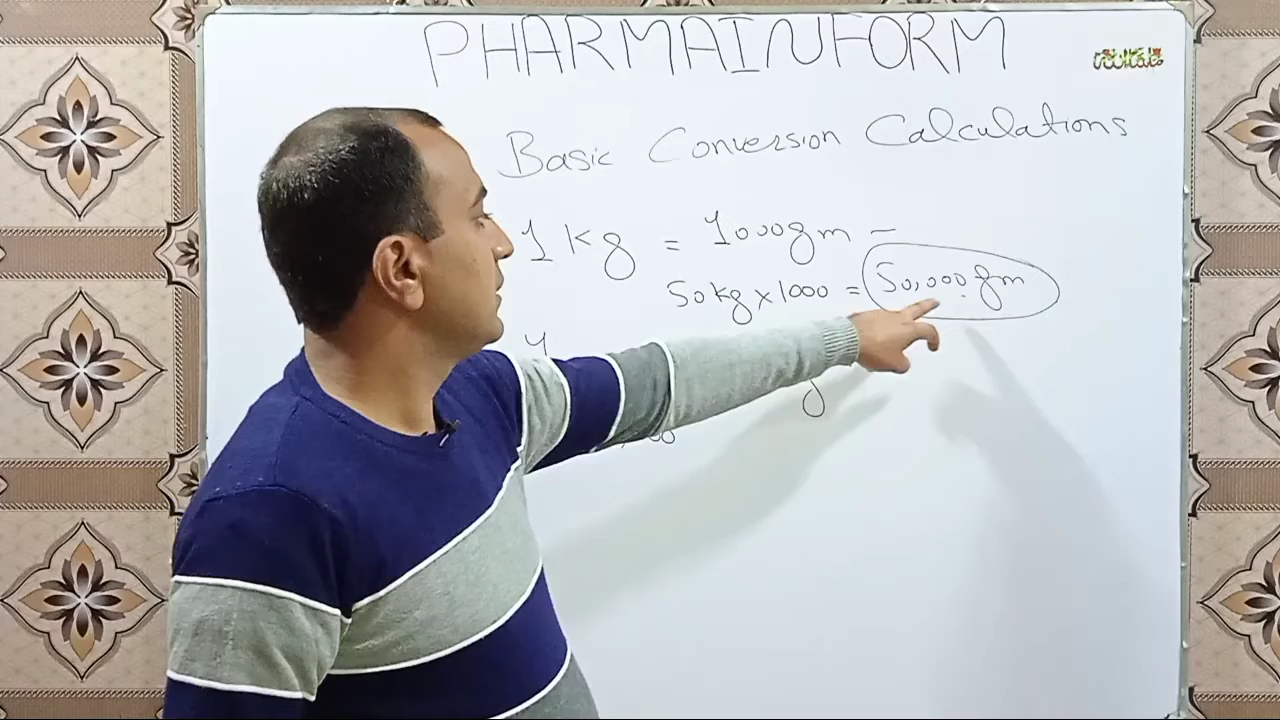 PHARMAINFORM
Basic Conversion Calculations
1 kg = 1000 gm -
50 kg x 1000 = 50,000 gm